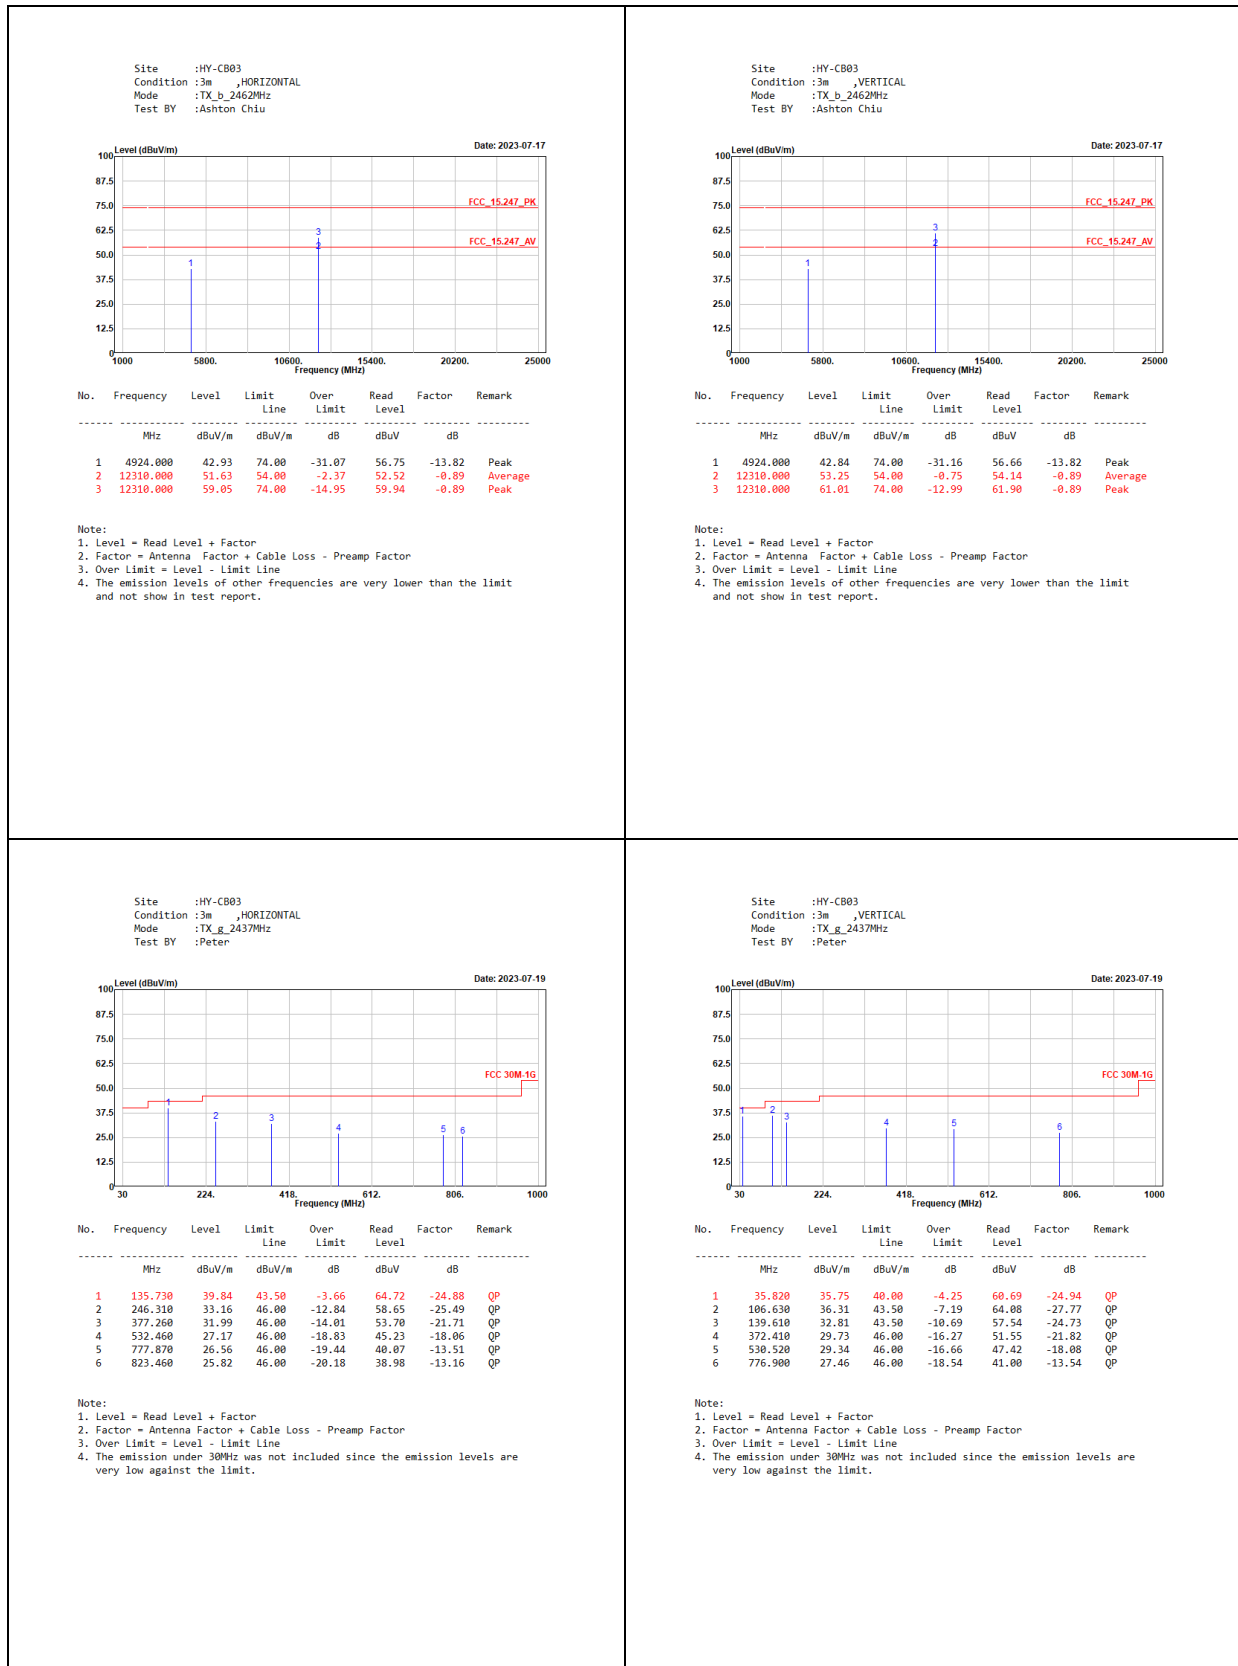 Site :HY-CB03
Condition :3m ,HORIZONTAL
Mode :TX_b_2462MHz
Test BY :Ashton Chiu
Level (dBuV/m) Date: 2023-07-17
100
87.5
75.0
FCC_15.247_PK
62.5
3
FCC_15.247_AV
2
50.0
1
37.5
25.0
12.5
0
1000 5800. 10600. 15400. 20200. 25000
Frequency (MHz)
No. Frequency Level Limit Over Read Factor Remark
Line Limit Level
------ ----------- -------- --------- -------- -------- -------- ---------
MHz dBuV/m dBuV/m dB dBuV dB
1 4924.000 42.93 74.00 -31.07 56.75 -13.82 Peak
2 12310.000 51.63 54.00 -2.37 52.52 -0.89 Average
3 12310.000 59.05 74.00 -14.95 59.94 -0.89 Peak
Note:
1. Level = Read Level + Factor
2. Factor = Antenna Factor + Cable Loss - Preamp Factor
3. Over Limit = Level - Limit Line
4. The emission levels of other frequencies are very lower than the limit
and not show in test report.
Site :HY-CB03
Condition :3m ,VERTICAL
Mode :TX_b_2462MHz
Test BY :Ashton Chiu
Level (dBuV/m) Date: 2023-07-17
100
87.5
75.0
FCC_15.247_PK
62.5
3
FCC_15.247_AV
2
50.0
1
37.5
25.0
12.5
0
1000 5800. 10600. 15400. 20200. 25000
Frequency (MHz)
No. Frequency Level Limit Over Read Factor Remark
Line Limit Level
------ ----------- -------- --------- -------- -------- -------- ---------
MHz dBuV/m dBuV/m dB dBuV dB
1 4924.000 42.84 74.00 -31.16 56.66 -13.82 Peak
2 12310.000 53.25 54.00 -0.75 54.14 -0.89 Average
3 12310.000 61.01 74.00 -12.99 61.90 -0.89 Peak
Note:
1. Level = Read Level + Factor
2. Factor = Antenna Factor + Cable Loss - Preamp Factor
3. Over Limit = Level - Limit Line
4. The emission levels of other frequencies are very lower than the limit
and not show in test report.
Site :HY-CB03
Condition :3m ,HORIZONTAL
Mode :TX_g_2437MHz
Test BY :Peter
Level (dBuV/m) Date: 2023-07-19
100
87.5
75.0
62.5
FCC 30M-1G
50.0
1
37.5
2 3
4 5 6
25.0
12.5
0
30 224. 418. 612. 806. 1000
Frequency (MHz)
No. Frequency Level Limit Over Read Factor Remark
Line Limit Level
------ ----------- -------- --------- -------- -------- -------- ---------
MHz dBuV/m dBuV/m dB dBuV dB
1 135.730 39.84 43.50 -3.66 64.72 -24.88 QP
2 246.310 33.16 46.00 -12.84 58.65 -25.49 QP
3 377.260 31.99 46.00 -14.01 53.70 -21.71 QP
4 532.460 27.17 46.00 -18.83 45.23 -18.06 QP
5 777.870 26.56 46.00 -19.44 40.07 -13.51 QP
6 823.460 25.82 46.00 -20.18 38.98 -13.16 QP
Note:
1. Level = Read Level + Factor
2. Factor = Antenna Factor + Cable Loss - Preamp Factor
3. Over Limit = Level - Limit Line
4. The emission under 30MHz was not included since the emission levels are
very low against the limit.
Site :HY-CB03
Condition :3m ,VERTICAL
Mode :TX_g_2437MHz
Test BY :Peter
Level (dBuV/m) Date: 2023-07-19
100
87.5
75.0
62.5
FCC 30M-1G
50.0
37.5
1 2 3
4 5 6
25.0
12.5
0
30 224. 418. 612. 806. 1000
Frequency (MHz)
No. Frequency Level Limit Over Read Factor Remark
Line Limit Level
------ ----------- -------- --------- -------- -------- -------- ---------
MHz dBuV/m dBuV/m dB dBuV dB
1 35.820 35.75 40.00 -4.25 60.69 -24.94 QP
2 106.630 36.31 43.50 -7.19 64.08 -27.77 QP
3 139.610 32.81 43.50 -10.69 57.54 -24.73 QP
4 372.410 29.73 46.00 -16.27 51.55 -21.82 QP
5 530.520 29.34 46.00 -16.66 47.42 -18.08 QP
6 776.900 27.46 46.00 -18.54 41.00 -13.54 QP
Note:
1. Level = Read Level + Factor
2. Factor = Antenna Factor + Cable Loss - Preamp Factor
3. Over Limit = Level - Limit Line
4. The emission under 30MHz was not included since the emission levels are
very low against the limit.